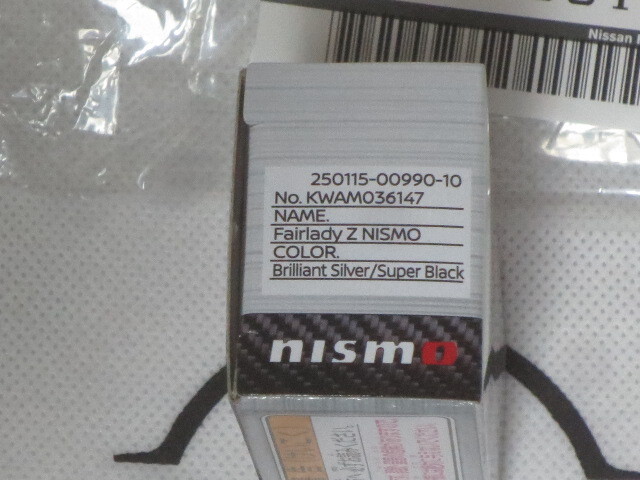 Nissan
250115-00990-10
No. KWAM036147
NAME.
Fairlady Z NISMO
COLOR.
Brilliant Silver/Super Black
nismo